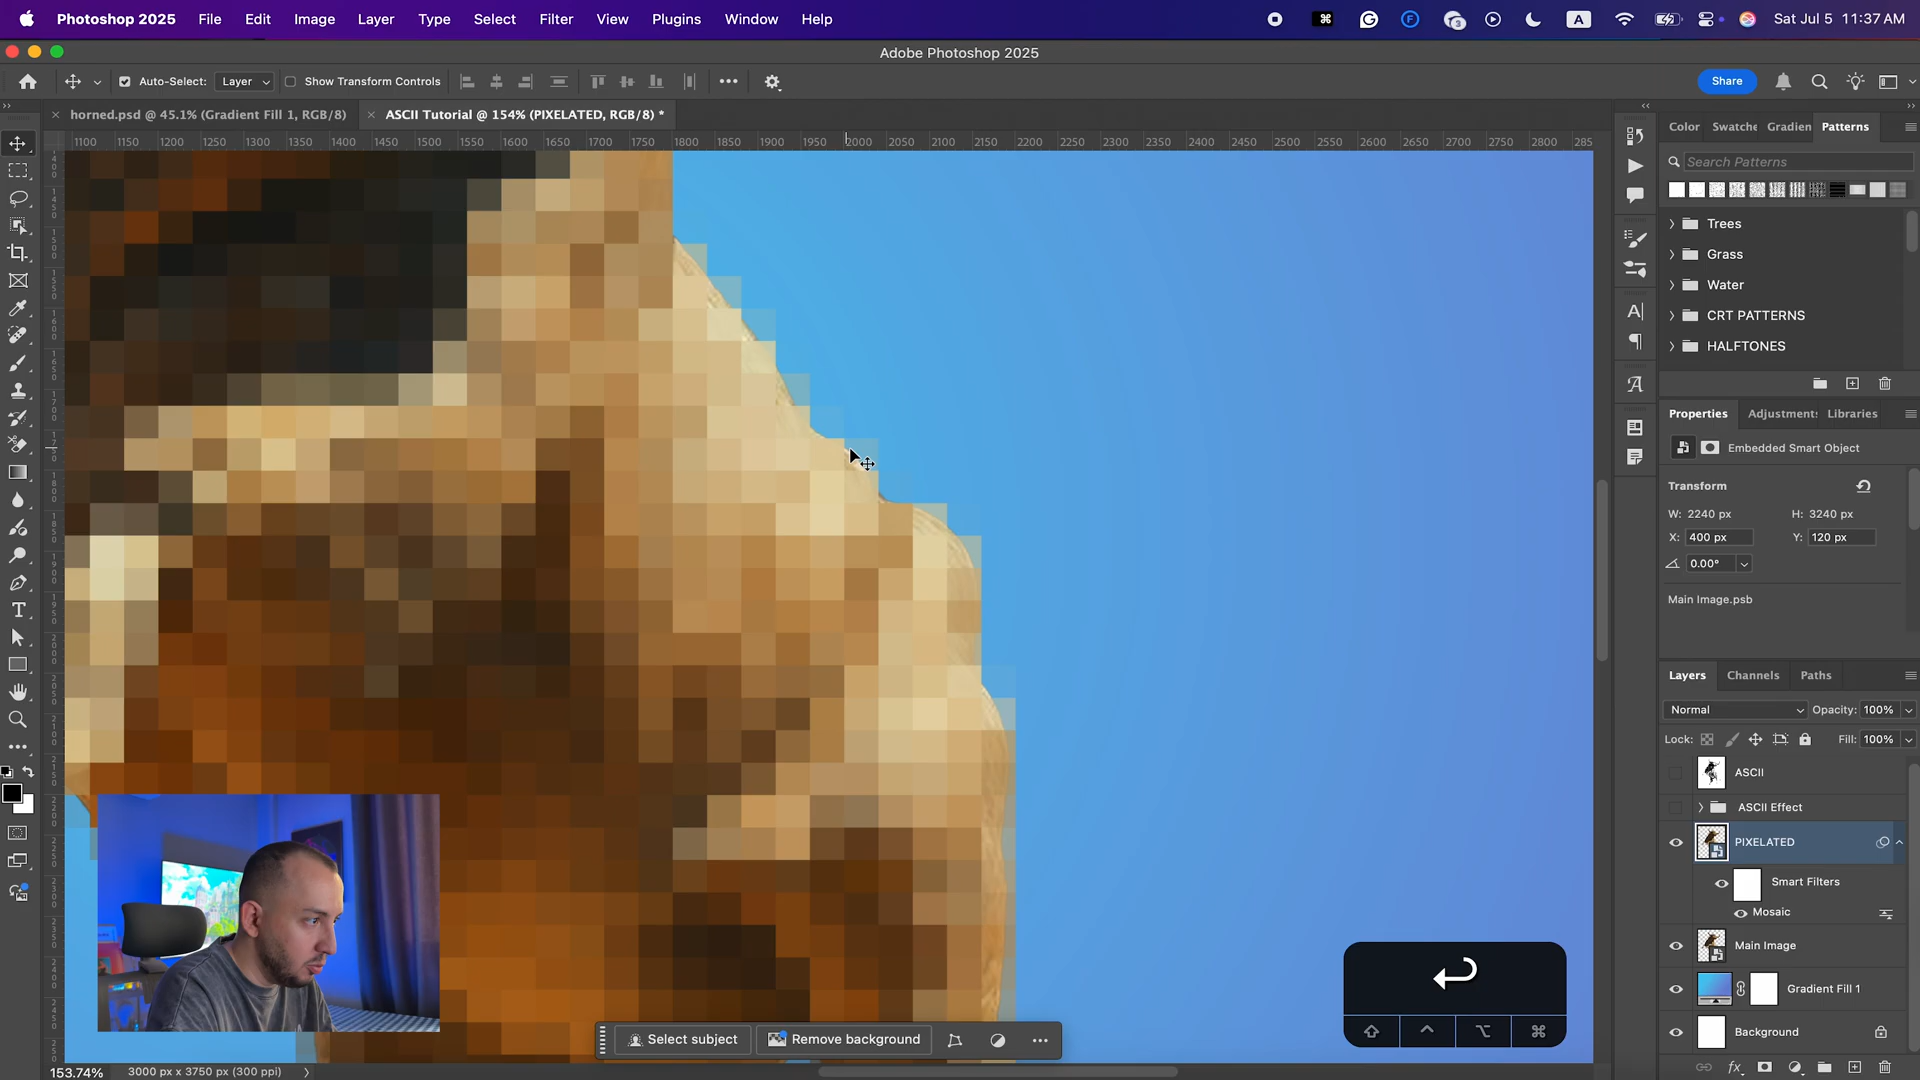 Photoshop 2025 File Edit Image Layer Type Select Filter View Plugins Window Help
A
Sat Jul 5 11:37 AM
Adobe Photoshop 2025
Auto-Select: Layer Show Transform Controls
Share
horned.psd @ 45.1% (Gradient Fill 1, RGB/8) ASCII Tutorial @ 154% (PIXELATED, RGB/8) *
1100 1150 1200 1250 1300 1350 1400 1450 1500 1550 1600 1650 1700 1750 1800 1850 1900 1950 2000 2050 2100 2150 2200 2250 2300 2350 2400 2450 2500 2550 2600 2650 2700 2750 2800 285
Color Swatche Gradien Patterns
Search Patterns
Trees
Grass
Water
CRT PATTERNS
HALFTONES
Properties Adjustment: Libraries
Embedded Smart Object
Transform
W: 2240 px H: 3240 px
X: 400 px Y: 120 px
0.00°
Main Image.psb
Layers Channels Paths
Normal Opacity: 100%
Lock: Fill: 100%
ASCII
ASCII Effect
PIXELATED
Smart Filters
Mosaic
Main Image
Gradient Fill 1
Background
Select subject Remove background
153.74% 3000 px x 3750 px (300 ppi)
fx